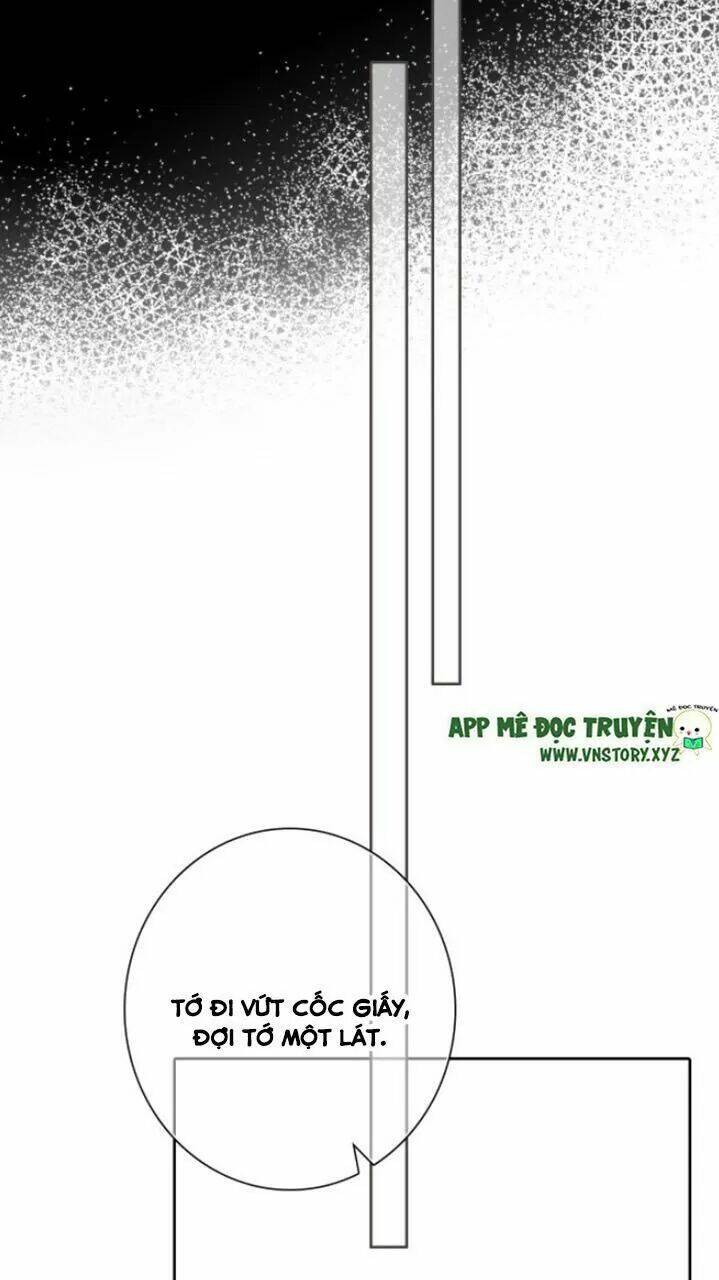 MÊ ĐỌC TRUYỆN
APP MÊ ĐỌC TRUYỆN
WWW.VNSTORY.XYZ
TỚ ĐI VỨT CỐC GIẤY,
ĐỢI TỚ MỘT LÁT.